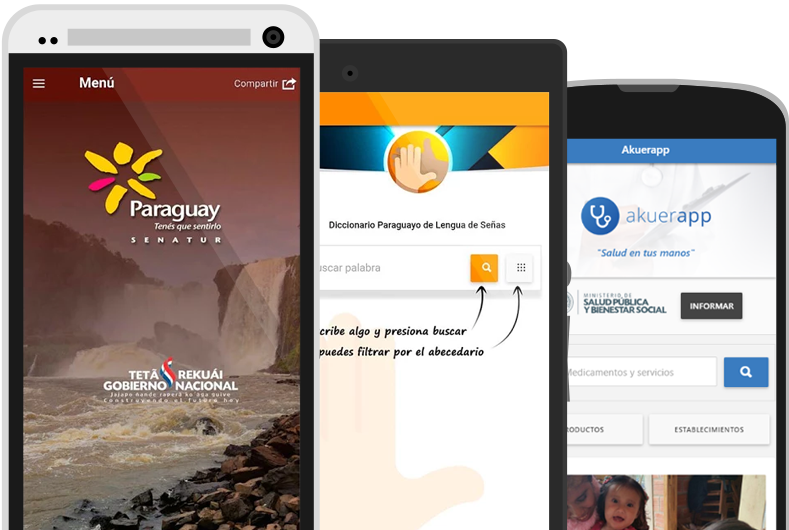 Menú
Compartir
Paraguay
Tenés que sentirlo
SENATUR
TETÃ REKUÁI
GOBIERNO NACIONAL
Jajapo ñande raperã ko'ãga guive
Construyendo el futuro hoy
Diccionario Paraguayo de Lengua de Señas
uscar palabra
cribe algo y presiona buscar
puedes filtrar por el abecedario
Akuerapp
akuerapp
"Salud en tus manos"
MINISTERIO DE
SALUD PÚBLICA
Y BIENESTAR SOCIAL
INFORMAR
Medicamentos y servicios
RODUCTOS
ESTABLECIMIENTOS